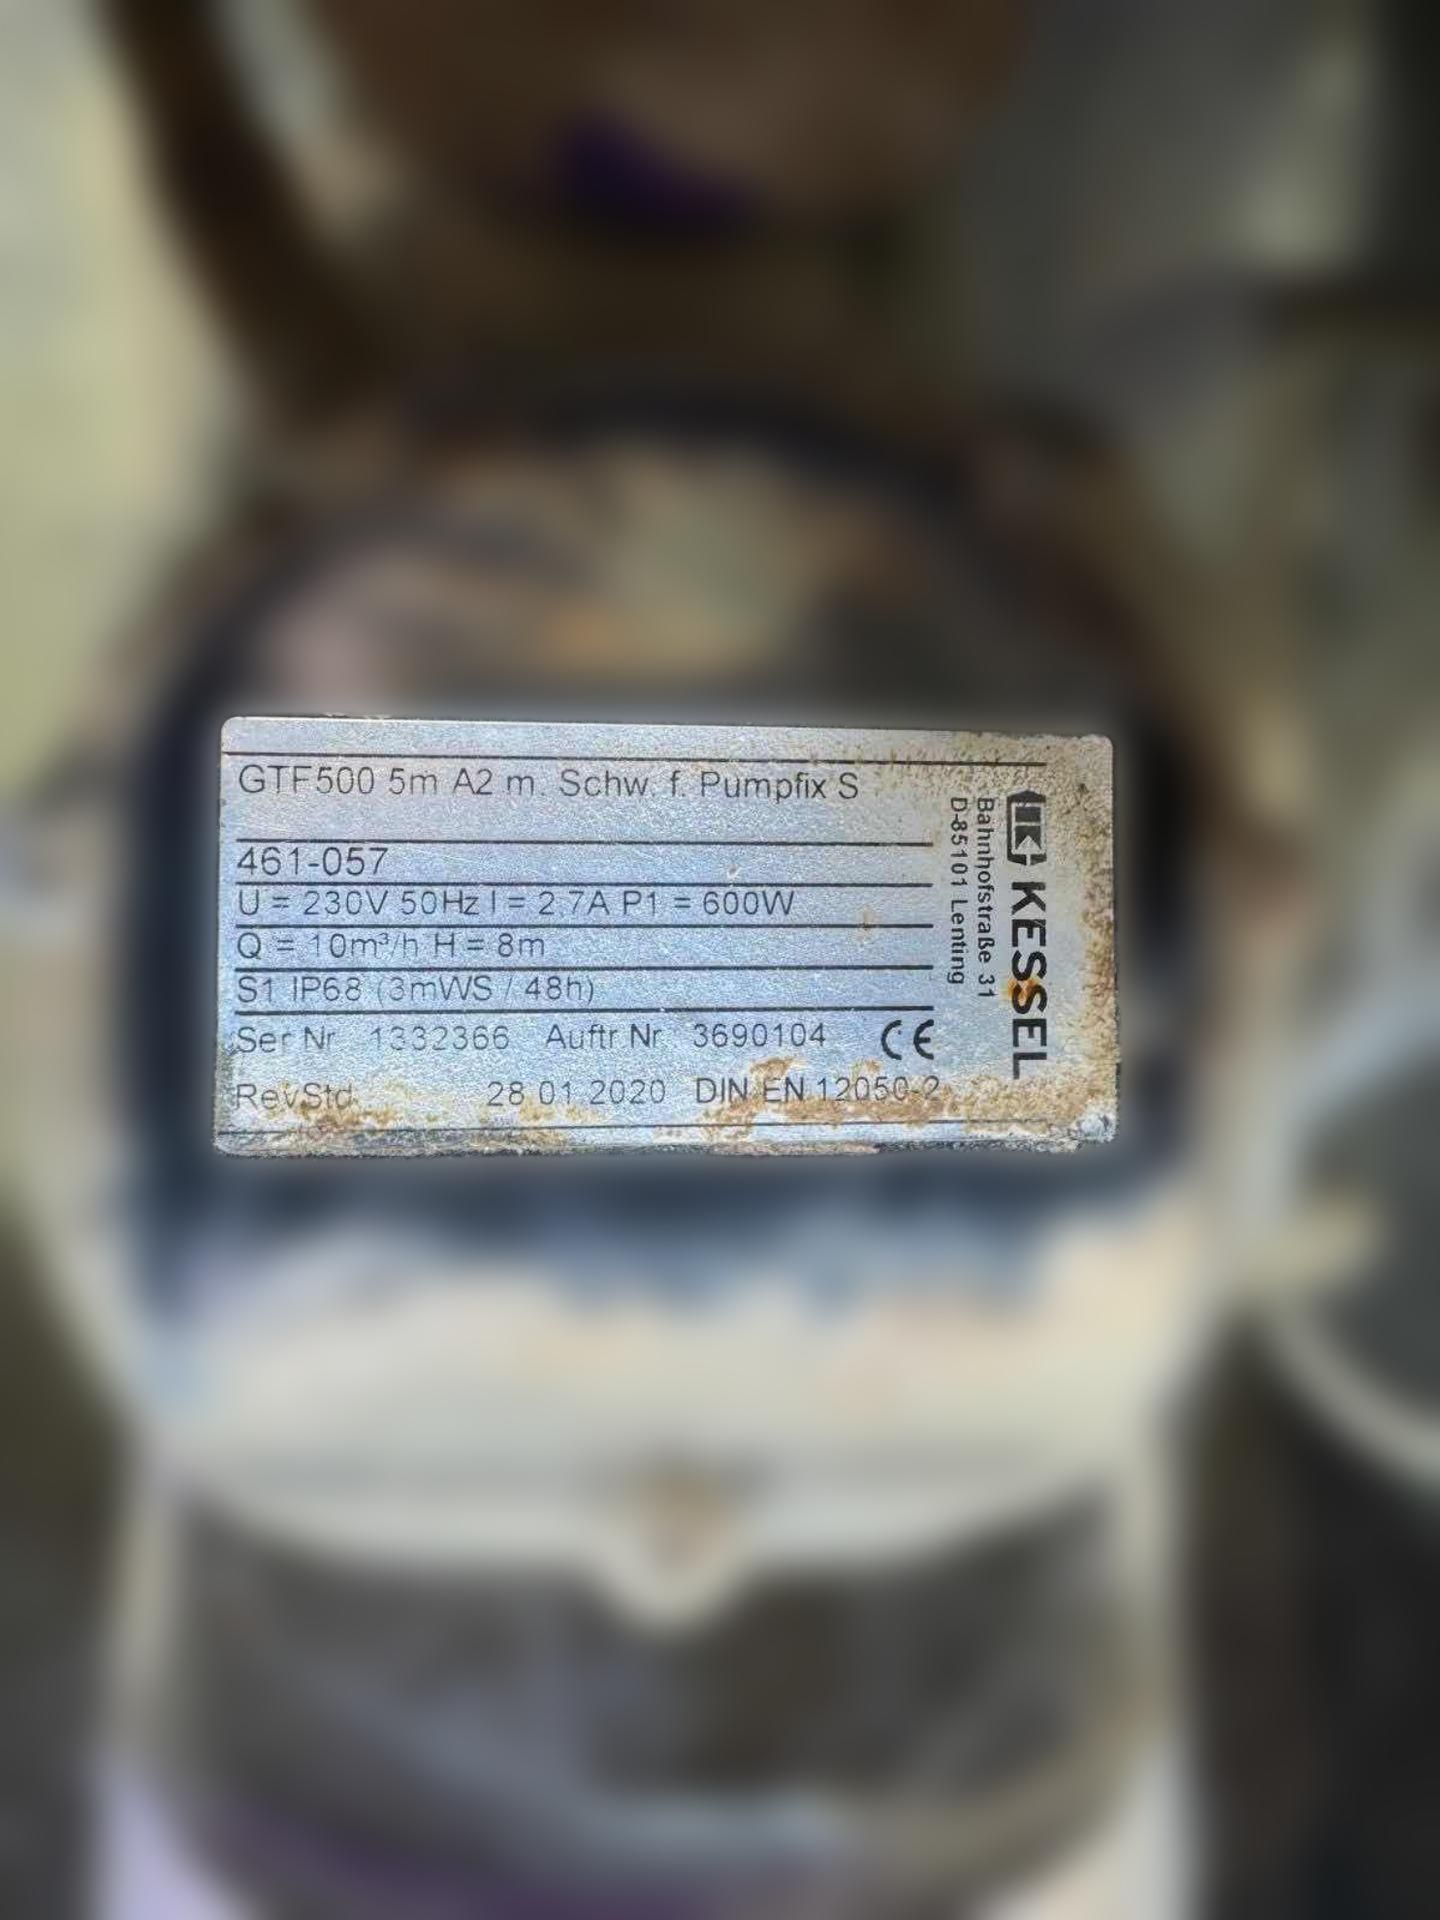 GTF500 5m A2 m. Schw. f. Pumpfix S
461-057
U = 230V 50Hz I = 2,7A P1 = 600W
Q = 10m³/h H = 8m
S1 IP68 (3mWS / 48h)
Ser.Nr. 1332366 Auftr.Nr. 3690104 CE
RevStd. 28.01.2020 DIN EN 12050-2
KESSEL
Bahnhofstraße 31
D-85101 Lenting